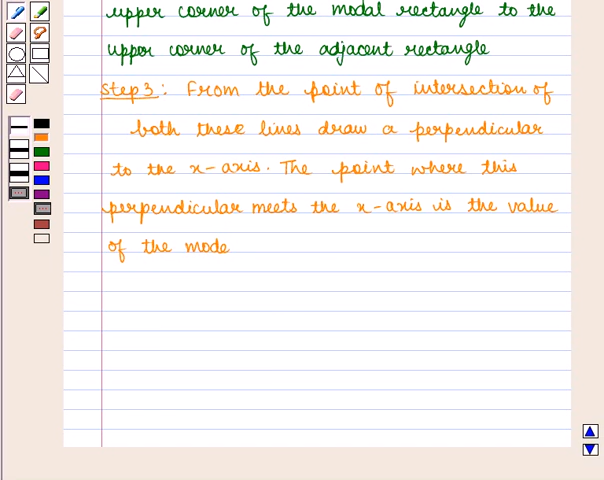 upper corner of the modal rectangle to the
upper corner of the adjacent rectangle
Step 3: From the point of intersection of
both these lines draw a perpendicular
to the x-axis. The point where this
perpendicular meets the x-axis is the value
of the mode